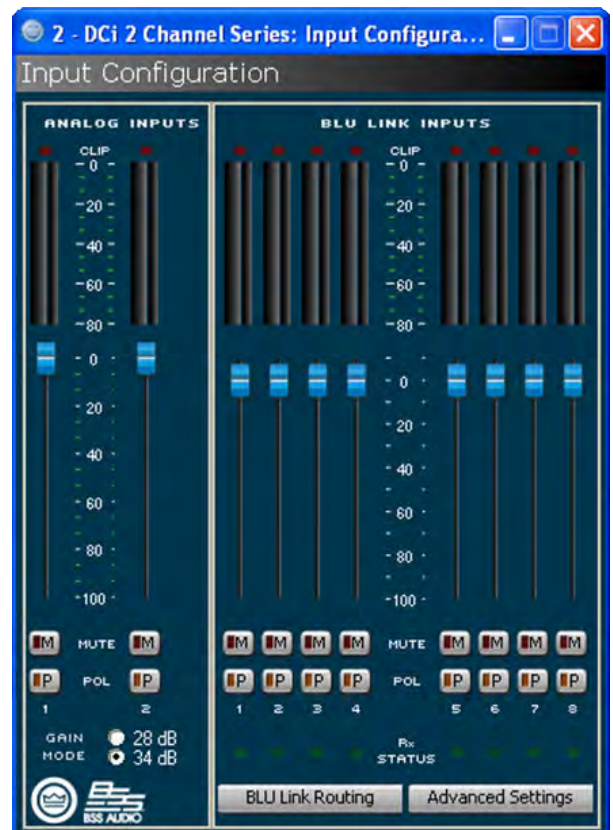 2 - DCi 2 Channel Series: Input Configura...
Input Configuration
ANALOG INPUTS
CLIP
0
-20
-40
-60
-80
0
20
40
60
80
100
M MUTE M
P POL P
1 2
GAIN 28 dB
MODE 34 dB
BSS
BSS AUDIO
BLU LINK INPUTS
CLIP
0
-20
-40
-60
-80
0
20
40
60
80
100
M M M M MUTE M M M M
P P P P POL P P P P
1 2 3 4 5 6 7 8
Rx
STATUS
BLU Link Routing Advanced Settings